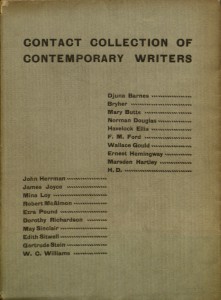 CONTACT COLLECTION OF
CONTEMPORARY WRITERS
Djuna Barnes
Bryher
Mary Butts
Norman Douglas
Havelock Ellis
F. M. Ford
Wallace Gould
Ernest Hemingway
Marsden Hartley
H. D.
John Herrman
James Joyce
Mina Loy
Robert McAlmon
Ezra Pound
Dorothy Richardson
May Sinclair
Edith Sitwell
Gertrude Stein
W. C. Williams